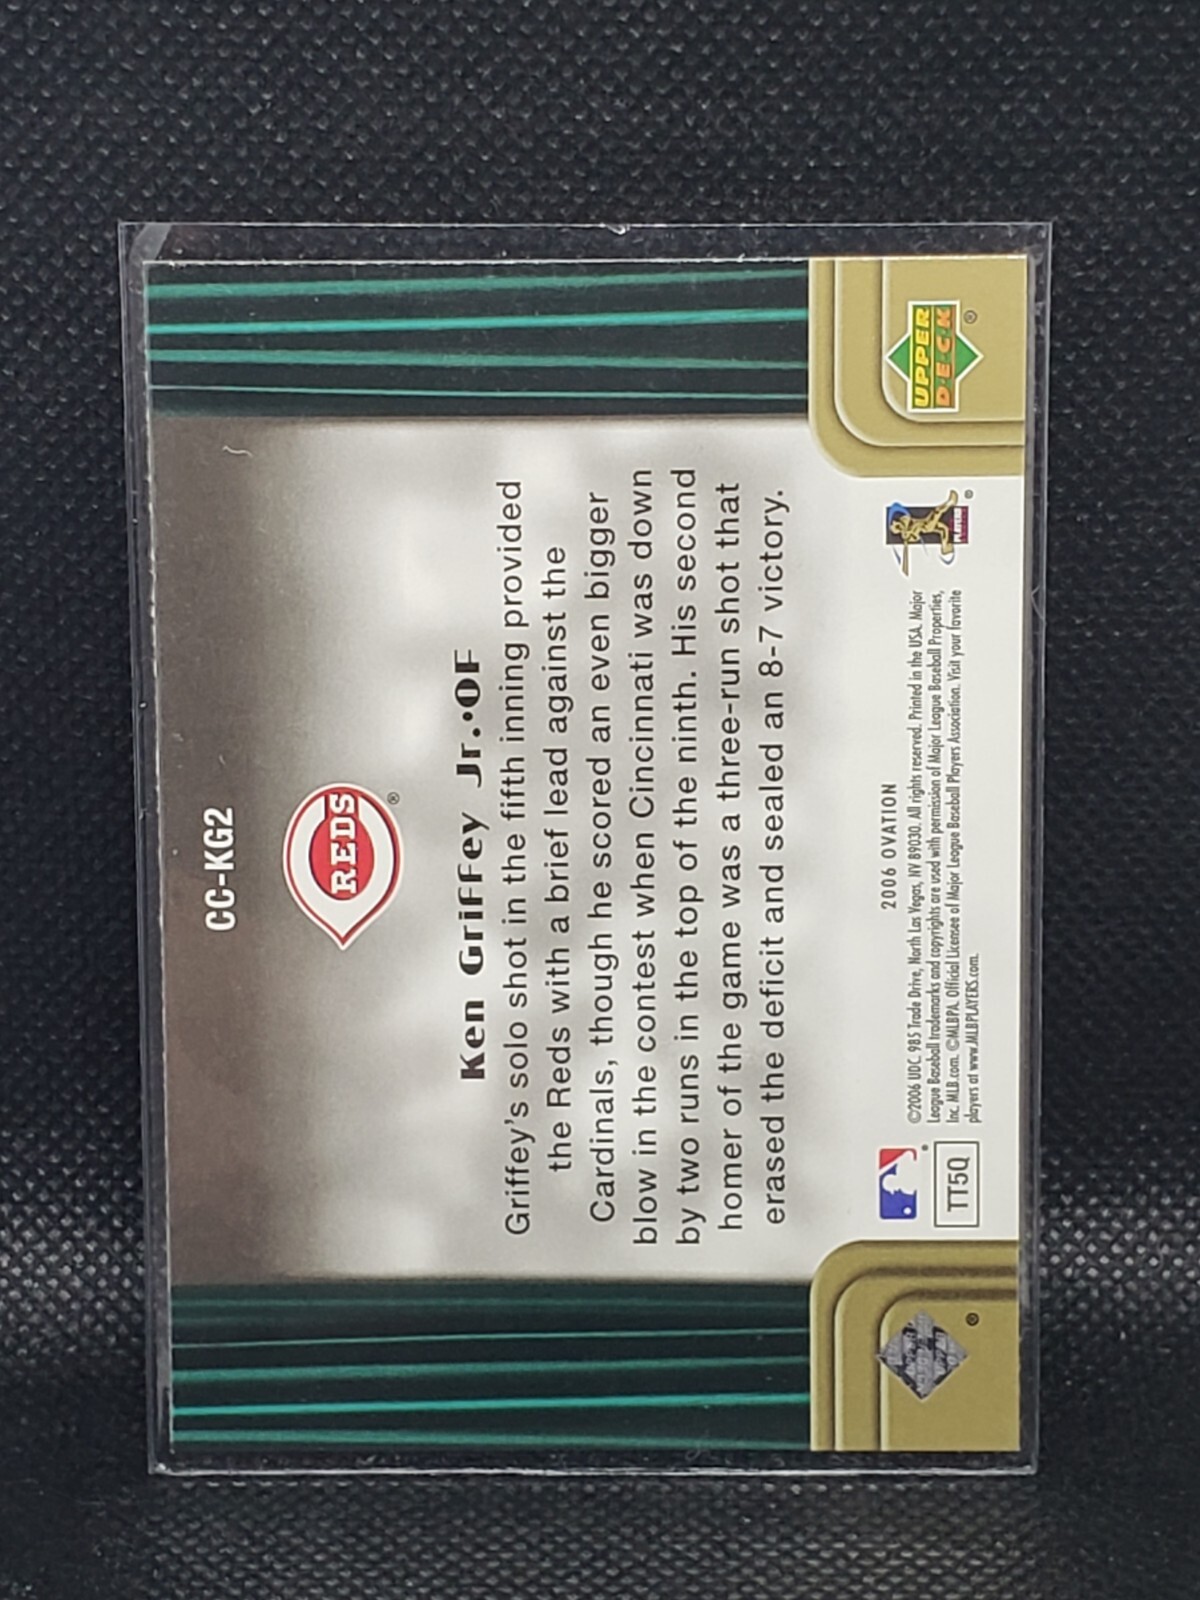 CC-KG2
REDS
®
Ken Griffey Jr.•OF
Griffey's solo shot in the fifth inning provided
the Reds with a brief lead against the
Cardinals, though he scored an even bigger
blow in the contest when Cincinnati was down
by two runs in the top of the ninth. His second
homer of the game was a three-run shot that
erased the deficit and sealed an 8-7 victory.
2006 OVATION
©2006 UDC. 985 Trade Drive, North Las Vegas, NV 89030. All rights reserved. Printed in the USA. Major
League Baseball trademarks and copyrights are used with permission of Major League Baseball Properties,
Inc. MLB.com. ©MLBPA. Official Licensee of Major League Baseball Players Association. Visit your favorite
players at www.MLBPLAYERS.com.
TT5Q
PLAYERS
UPPER
DECK
®